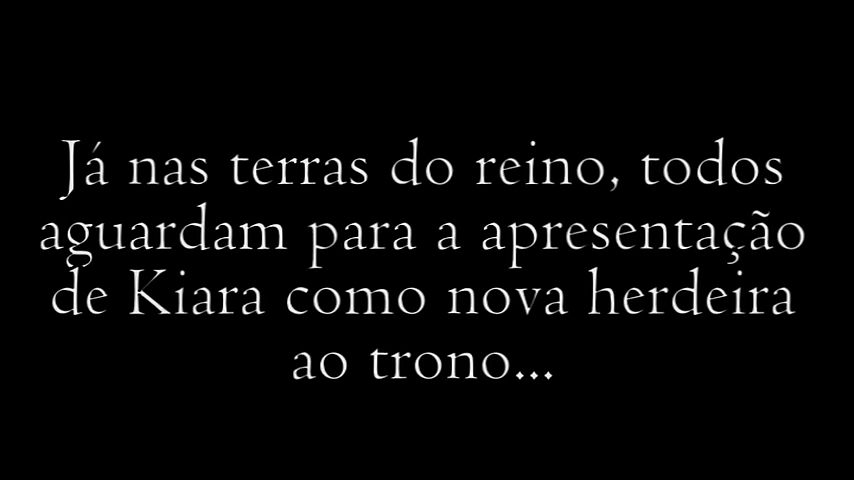 Já nas terras do reino, todos
aguardam para a apresentação
de Kiara como nova herdeira
ao trono...